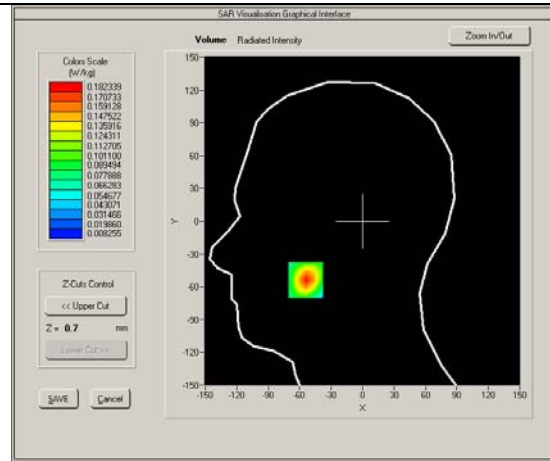 SAR Visualisation Graphical Interface
Volume Radiated Intensity
Zoom In/Out
Colors Scale
(W/kg)
0.182339
0.170733
0.159128
0.147522
0.135916
0.124311
0.112705
0.101100
0.089494
0.077888
0.066283
0.054677
0.043071
0.031466
0.019860
0.008255
Z-Cuts Control
<< Upper Cut
Z = 0.7 mm
Lower Cut >>
SAVE Cancel
150
120
90
60
30
0
-30
-60
-90
-120
-150
Y
-150 -120 -90 -60 -30 0 30 60 90 120 150
X